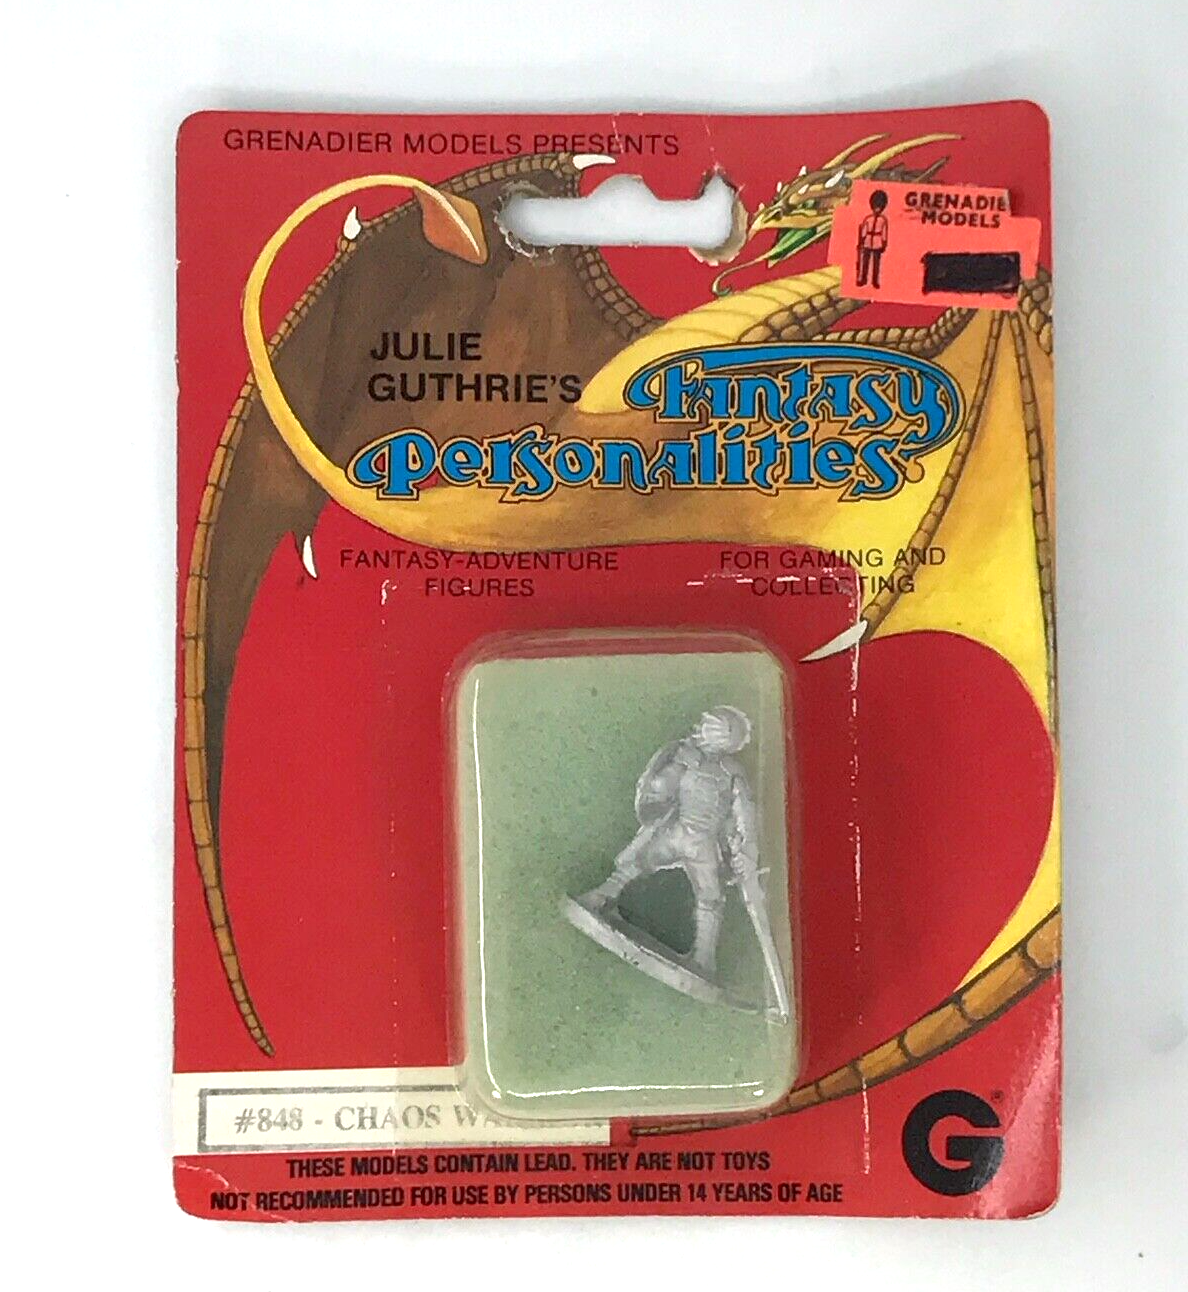 GRENADIER MODELS PRESENTS
GRENADIE
MODELS
JULIE
GUTHRIE'S
Fantasy
Personalities
FANTASY-ADVENTURE
FIGURES
FOR GAMING AND
COLLECTING
#848 - CHAOS
G
THESE MODELS CONTAIN LEAD. THEY ARE NOT TOYS
NOT RECOMMENDED FOR USE BY PERSONS UNDER 14 YEARS OF AGE